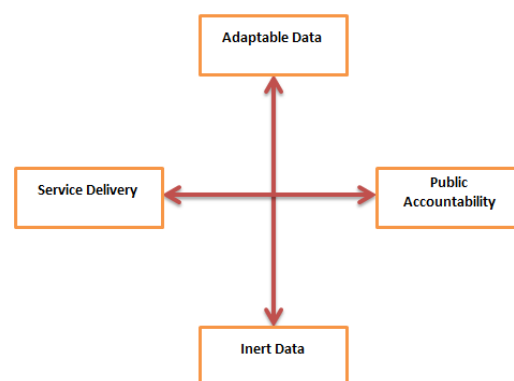 Adaptable Data
Service Delivery
Public
Accountability
Inert Data